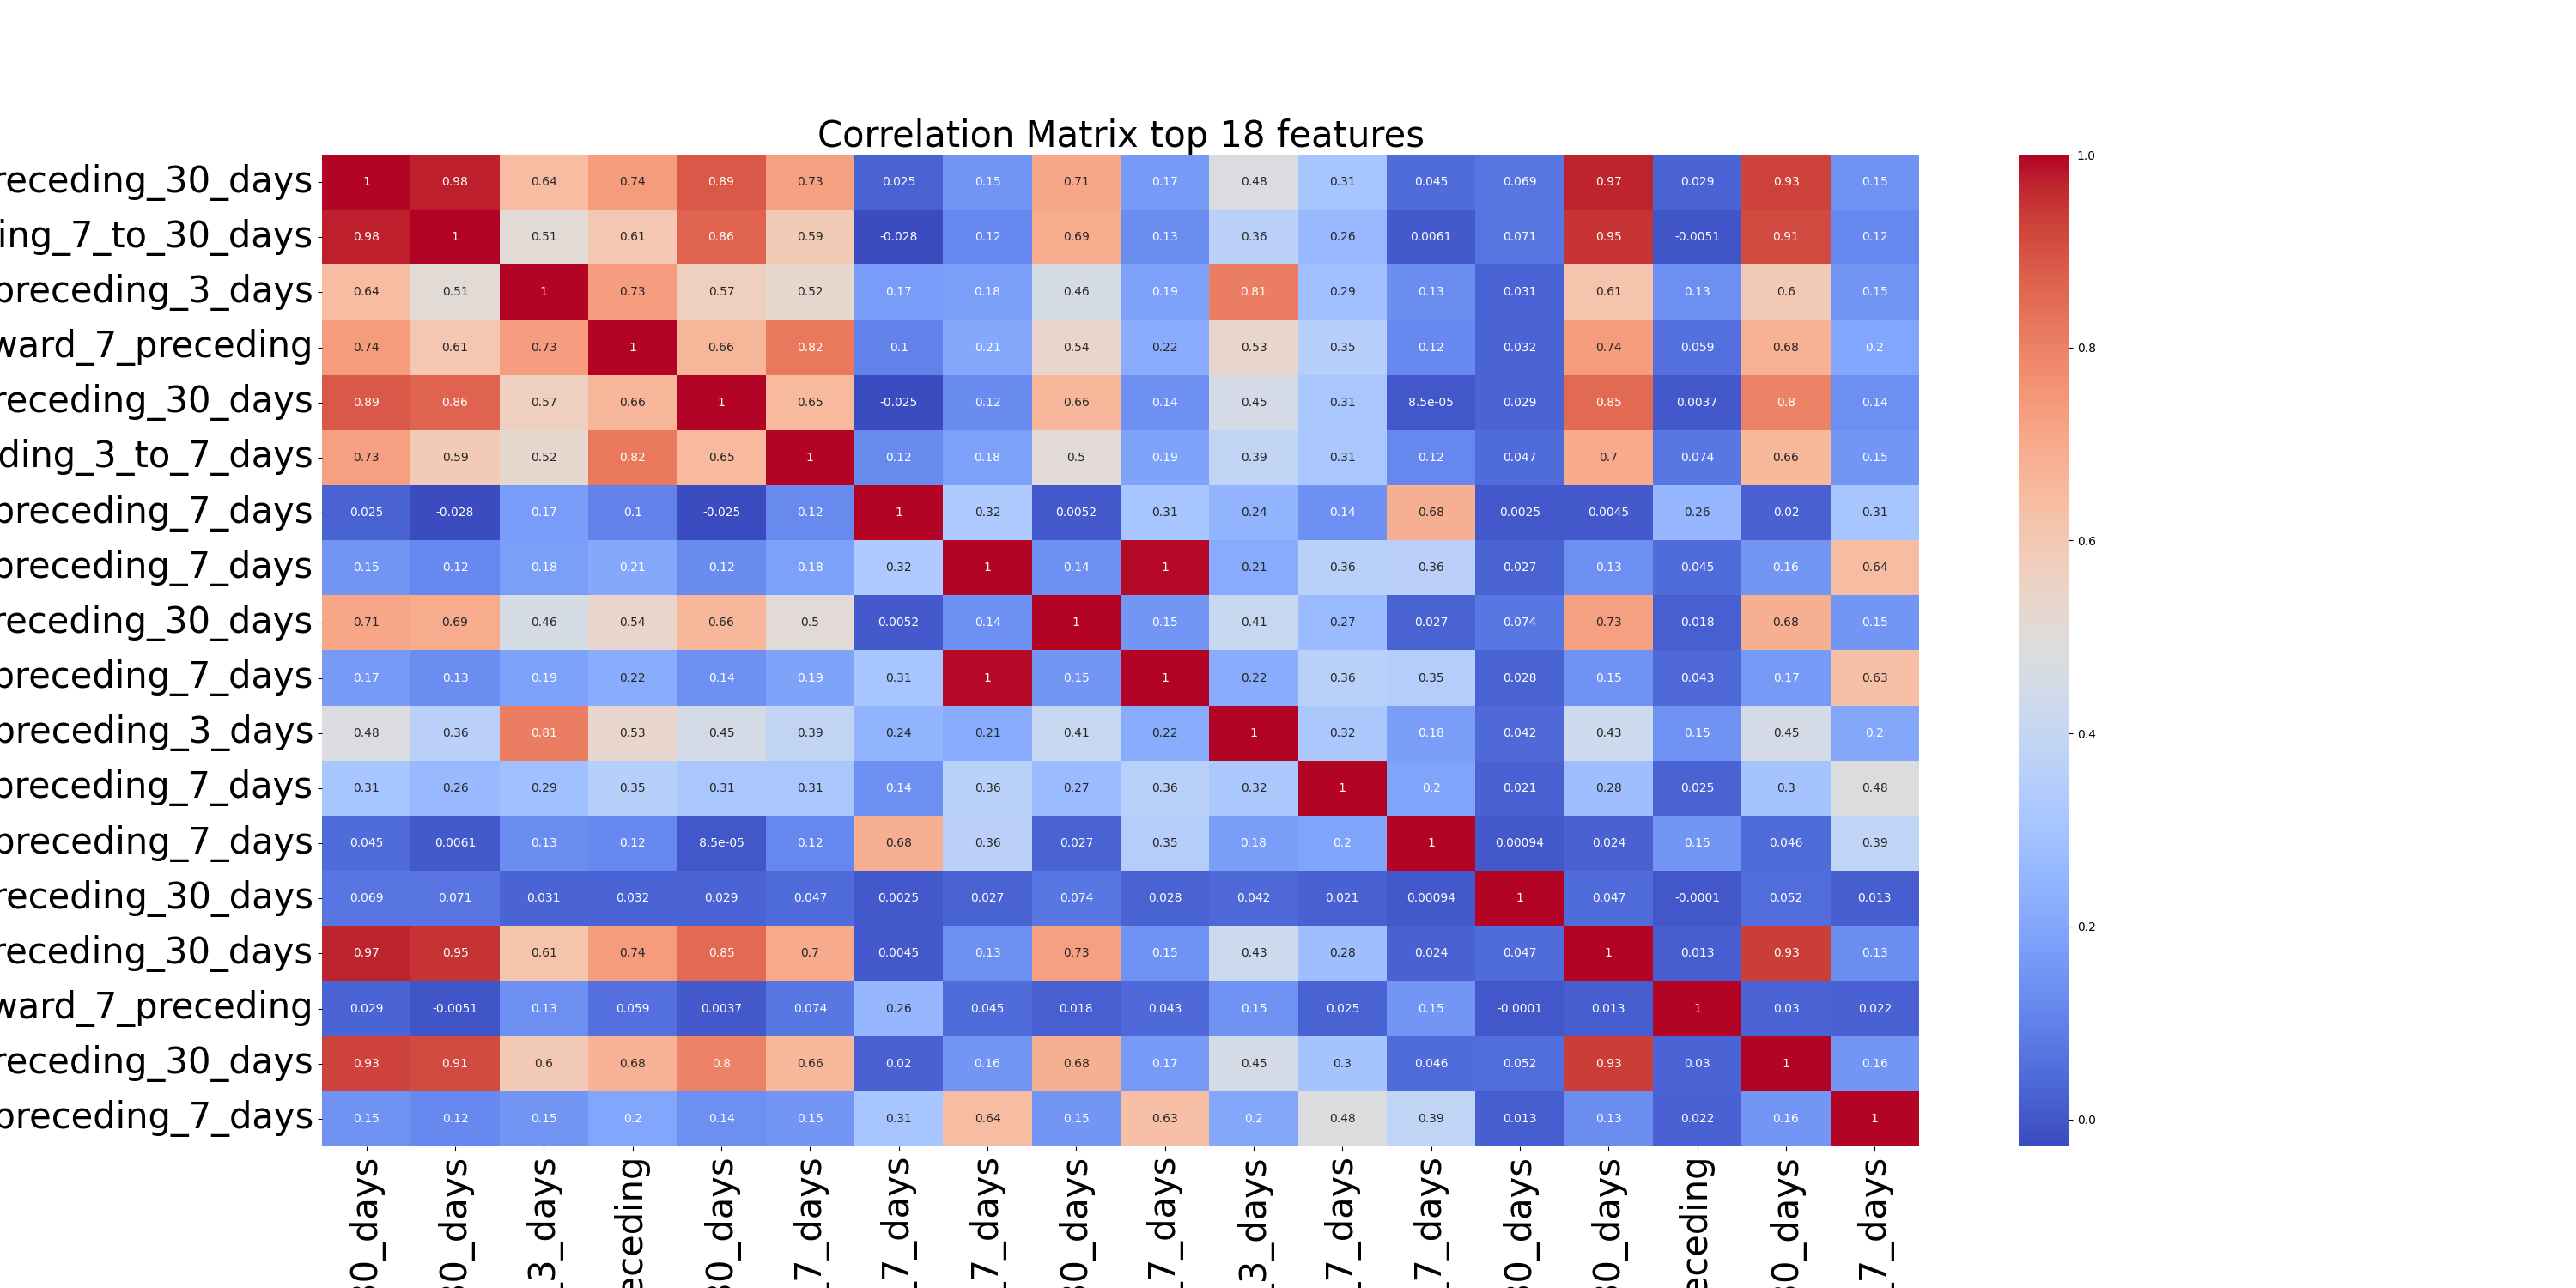 Correlation Matrix top 18 features
receding_30_days 1 0.98 0.64 0.74 0.89 0.73 0.025 0.15 0.71 0.17 0.48 0.31 0.045 0.069 0.97 0.029 0.93 0.15
ing_7_to_30_days 0.98 1 0.51 0.61 0.86 0.59 -0.028 0.12 0.69 0.13 0.36 0.26 0.0061 0.071 0.95 -0.0051 0.91 0.12
preceding_3_days 0.64 0.51 1 0.73 0.57 0.52 0.17 0.18 0.46 0.19 0.81 0.29 0.13 0.031 0.61 0.13 0.6 0.15
ward_7_preceding 0.74 0.61 0.73 1 0.66 0.82 0.1 0.21 0.54 0.22 0.53 0.35 0.12 0.032 0.74 0.059 0.68 0.2
receding_30_days 0.89 0.86 0.57 0.66 1 0.65 -0.025 0.12 0.66 0.14 0.45 0.31 8.5e-05 0.029 0.85 0.0037 0.8 0.14
ding_3_to_7_days 0.73 0.59 0.52 0.82 0.65 1 0.12 0.18 0.5 0.19 0.39 0.31 0.12 0.047 0.7 0.074 0.66 0.15
preceding_7_days 0.025 -0.028 0.17 0.1 -0.025 0.12 1 0.32 0.0052 0.31 0.24 0.14 0.68 0.0025 0.0045 0.26 0.02 0.31
preceding_7_days 0.15 0.12 0.18 0.21 0.12 0.18 0.32 1 0.14 1 0.21 0.36 0.36 0.027 0.13 0.045 0.16 0.64
receding_30_days 0.71 0.69 0.46 0.54 0.66 0.5 0.0052 0.14 1 0.15 0.41 0.27 0.027 0.074 0.73 0.018 0.68 0.15
preceding_7_days 0.17 0.13 0.19 0.22 0.14 0.19 0.31 1 0.15 1 0.22 0.36 0.35 0.028 0.15 0.043 0.17 0.63
preceding_3_days 0.48 0.36 0.81 0.53 0.45 0.39 0.24 0.21 0.41 0.22 1 0.32 0.18 0.042 0.43 0.15 0.45 0.2
preceding_7_days 0.31 0.26 0.29 0.35 0.31 0.31 0.14 0.36 0.27 0.36 0.32 1 0.2 0.021 0.28 0.025 0.3 0.48
preceding_7_days 0.045 0.0061 0.13 0.12 8.5e-05 0.12 0.68 0.36 0.027 0.35 0.18 0.2 1 0.00094 0.024 0.15 0.046 0.39
receding_30_days 0.069 0.071 0.031 0.032 0.029 0.047 0.0025 0.027 0.074 0.028 0.042 0.021 0.00094 1 0.047 -0.0001 0.052 0.013
receding_30_days 0.97 0.95 0.61 0.74 0.85 0.7 0.0045 0.13 0.73 0.15 0.43 0.28 0.024 0.047 1 0.013 0.93 0.13
ward_7_preceding 0.029 -0.0051 0.13 0.059 0.0037 0.074 0.26 0.045 0.018 0.043 0.15 0.025 0.15 -0.0001 0.013 1 0.03 0.022
receding_30_days 0.93 0.91 0.6 0.68 0.8 0.66 0.02 0.16 0.68 0.17 0.45 0.3 0.046 0.052 0.93 0.03 1 0.16
preceding_7_days 0.15 0.12 0.15 0.2 0.14 0.15 0.31 0.64 0.15 0.63 0.2 0.48 0.39 0.013 0.13 0.022 0.16 1
30_days
30_days
_3_days
eceding
30_days
_7_days
_7_days
_7_days
30_days
_7_days
_3_days
_7_days
_7_days
30_days
30_days
eceding
30_days
_7_days
1.0
0.8
0.6
0.4
0.2
0.0